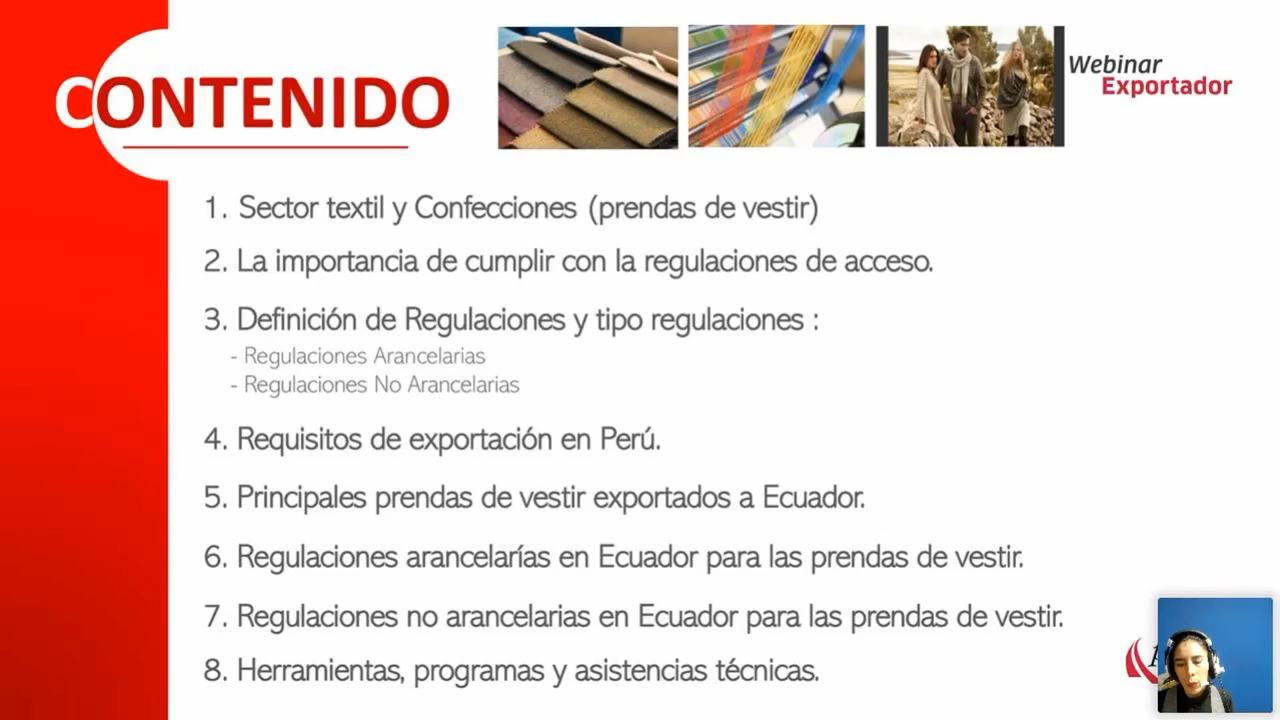 CONTENIDO
Webinar
Exportador
1. Sector textil y Confecciones (prendas de vestir)
2. La importancia de cumplir con la regulaciones de acceso.
3. Definición de Regulaciones y tipo regulaciones :
- Regulaciones Arancelarias
- Regulaciones No Arancelarias
4. Requisitos de exportación en Perú.
5. Principales prendas de vestir exportados a Ecuador.
6. Regulaciones arancelarías en Ecuador para las prendas de vestir.
7. Regulaciones no arancelarias en Ecuador para las prendas de vestir.
8. Herramientas, programas y asistencias técnicas.